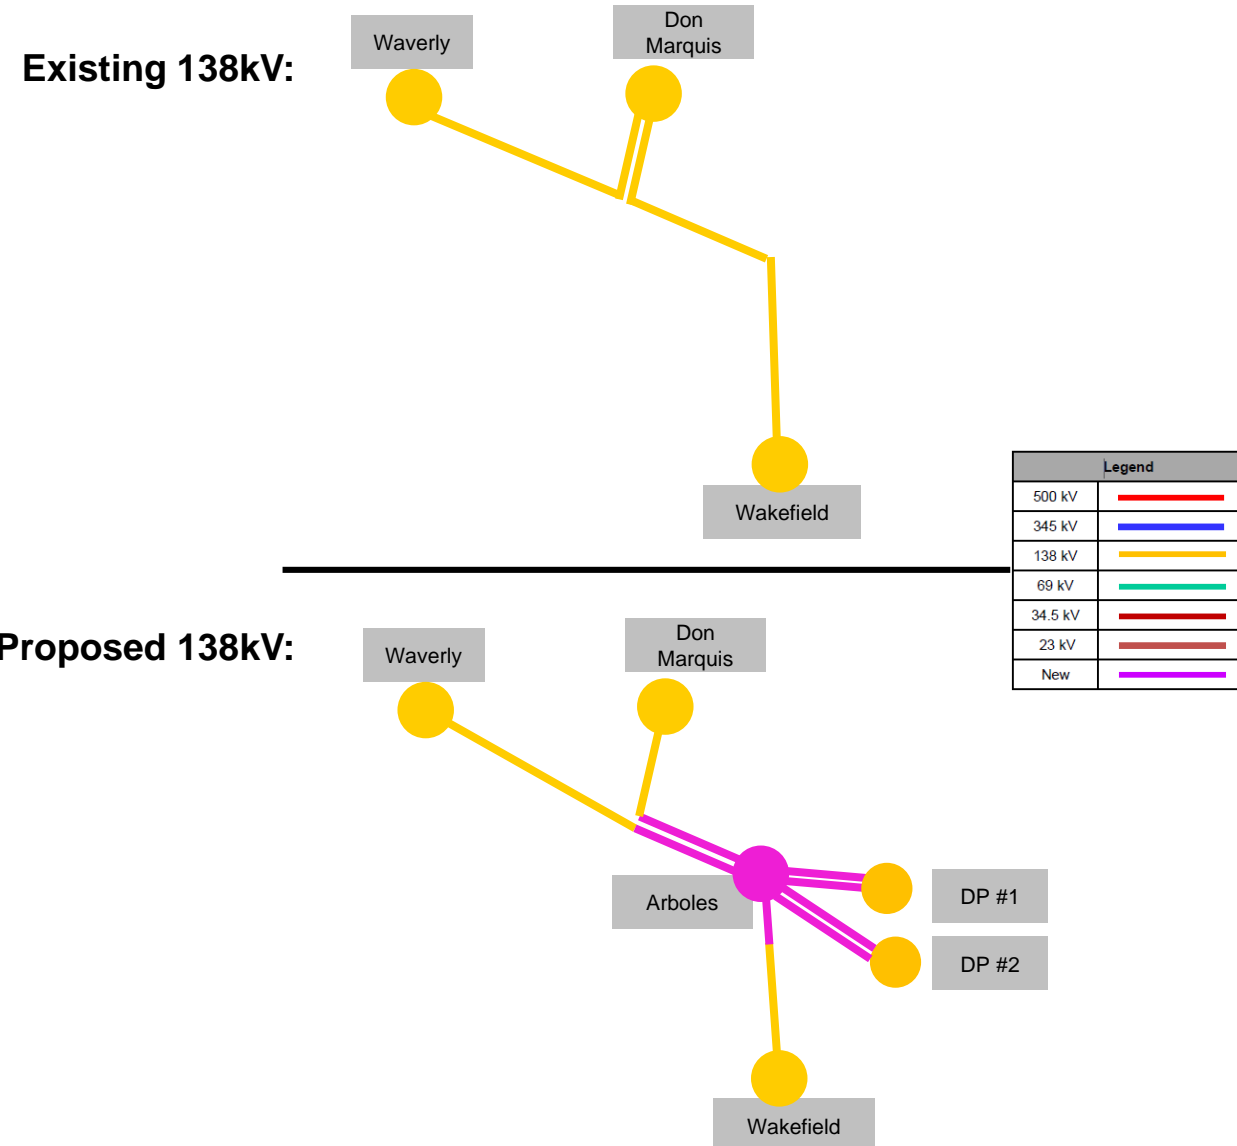 Existing 138kV:
Waverly
Don
Marquis
Wakefield
Legend
500 kV
345 kV
138 kV
69 kV
34.5 kV
23 kV
New
Proposed 138kV:
Waverly
Don
Marquis
Arboles
DP #1
DP #2
Wakefield